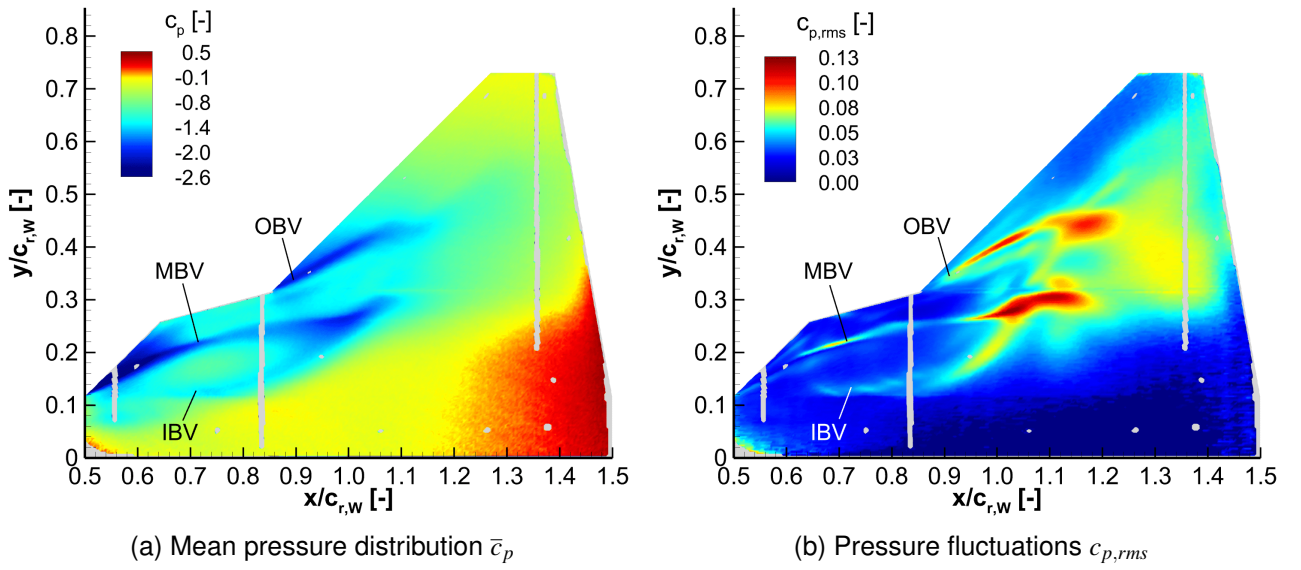 c_p [-]
0.5
-0.1
-0.8
-1.4
-2.0
-2.6
OBV
MBV
IBV
y/c_r,W [-]
0.8
0.7
0.6
0.5
0.4
0.3
0.2
0.1
0
0.5 0.6 0.7 0.8 0.9 1.0 1.1 1.2 1.3 1.4 1.5
x/c_r,W [-]
(a) Mean pressure distribution c̅_p
c_p,rms [-]
0.13
0.10
0.08
0.05
0.03
0.00
OBV
MBV
IBV
y/c_r,W [-]
0.8
0.7
0.6
0.5
0.4
0.3
0.2
0.1
0
0.5 0.6 0.7 0.8 0.9 1.0 1.1 1.2 1.3 1.4 1.5
x/c_r,W [-]
(b) Pressure fluctuations c_p,rms